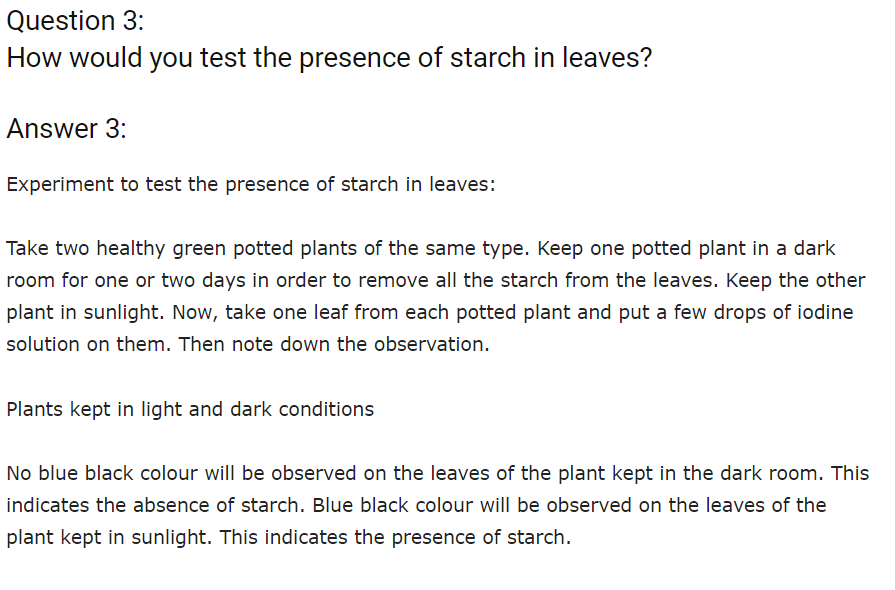 Question 3:
How would you test the presence of starch in leaves?
Answer 3:
Experiment to test the presence of starch in leaves:
Take two healthy green potted plants of the same type. Keep one potted plant in a dark
room for one or two days in order to remove all the starch from the leaves. Keep the other
plant in sunlight. Now, take one leaf from each potted plant and put a few drops of iodine
solution on them. Then note down the observation.
Plants kept in light and dark conditions
No blue black colour will be observed on the leaves of the plant kept in the dark room. This
indicates the absence of starch. Blue black colour will be observed on the leaves of the
plant kept in sunlight. This indicates the presence of starch.